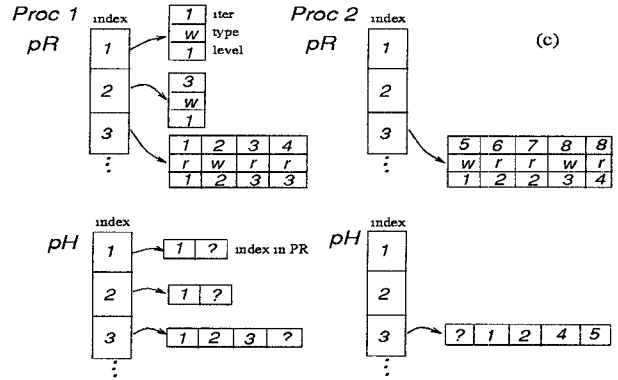 Proc 1 index
pR
1
2
3
1 iter
w type
1 level
3
w
1
1 2 3 4
r w r r
1 1 3 3
Proc 2 index
pR
1
2
3
(c)
5 6 7 8 8
w r r w r
1 2 2 3 4
index
pH
1
2
3
1 ? index in PR
1 ?
1 2 3 ?
index
pH
1
2
3
? 1 2 4 5